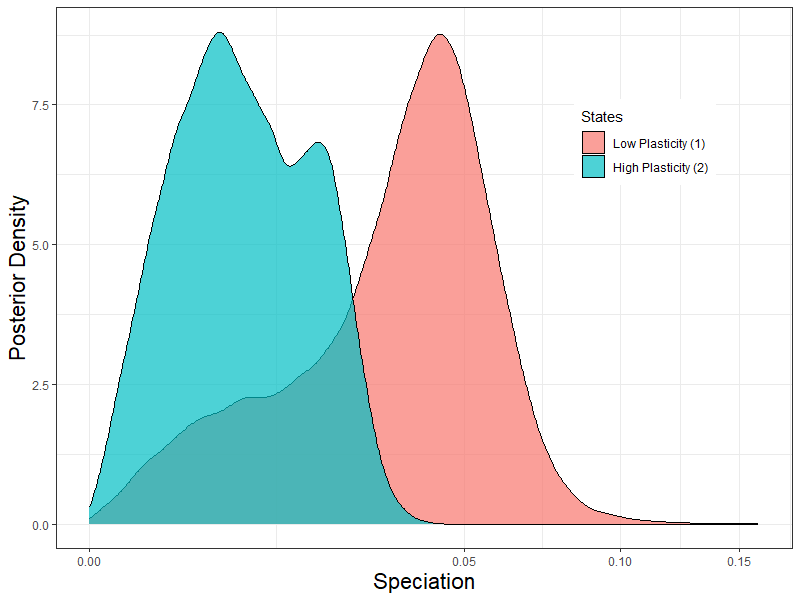 Posterior Density
7.5
5.0
2.5
0.0
States
Low Plasticity (1)
High Plasticity (2)
0.00
0.05
0.10
0.15
Speciation